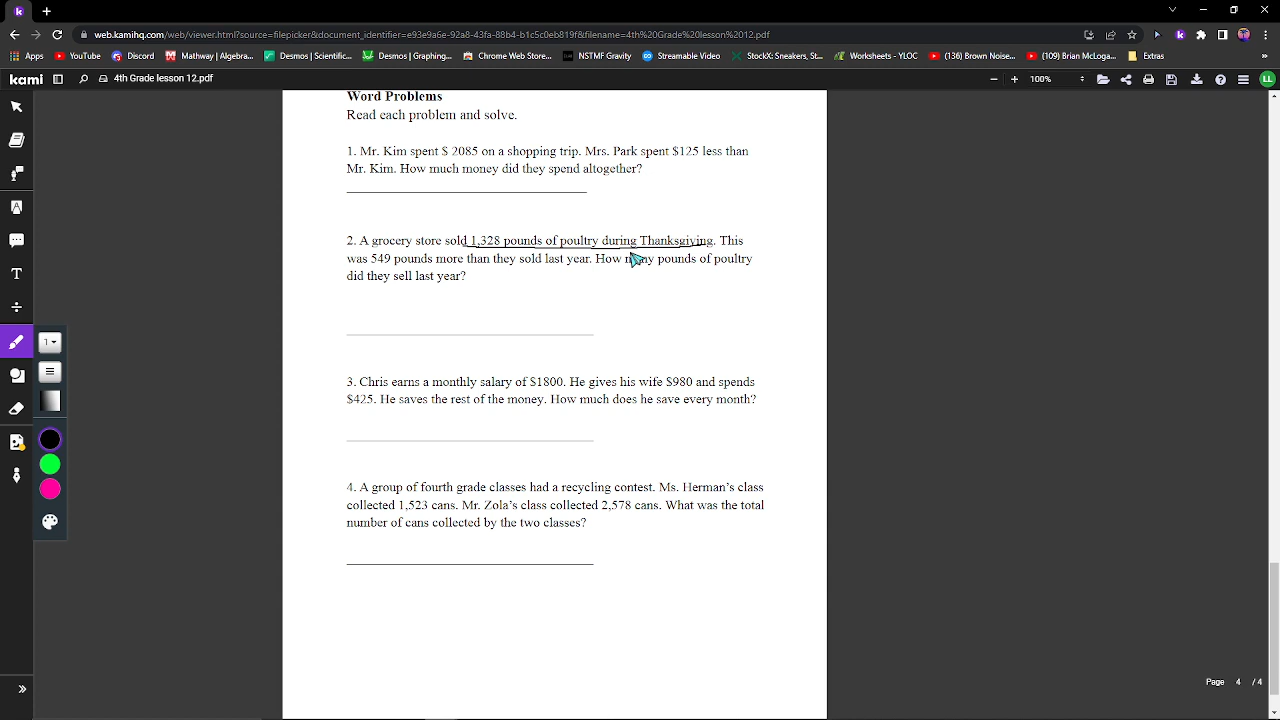 web.kamihq.com/web/viewer.html?source=filepicker&document_identifier=e93e9a6e-92a8-43fa-88b4-b1c5c0eb819f&filename=4th%20Grade%20lesson%2012.pdf
Apps YouTube Discord Mathway | Algebra... Desmos | Scientific... Desmos | Graphing... Chrome Web Store... NSTMF Gravity Streamable Video StockX: Sneakers, St... Worksheets - YLOC (136) Brown Noise... (109) Brian McLoga... Extras
kami 4th Grade lesson 12.pdf 100% LL
Word Problems
Read each problem and solve.
1. Mr. Kim spent $ 2085 on a shopping trip. Mrs. Park spent $125 less than
Mr. Kim. How much money did they spend altogether?
2. A grocery store sold 1,328 pounds of poultry during Thanksgiving. This
was 549 pounds more than they sold last year. How many pounds of poultry
did they sell last year?
3. Chris earns a monthly salary of $1800. He gives his wife $980 and spends
$425. He saves the rest of the money. How much does he save every month?
4. A group of fourth grade classes had a recycling contest. Ms. Herman's class
collected 1,523 cans. Mr. Zola's class collected 2,578 cans. What was the total
number of cans collected by the two classes?
1
Page 4 / 4